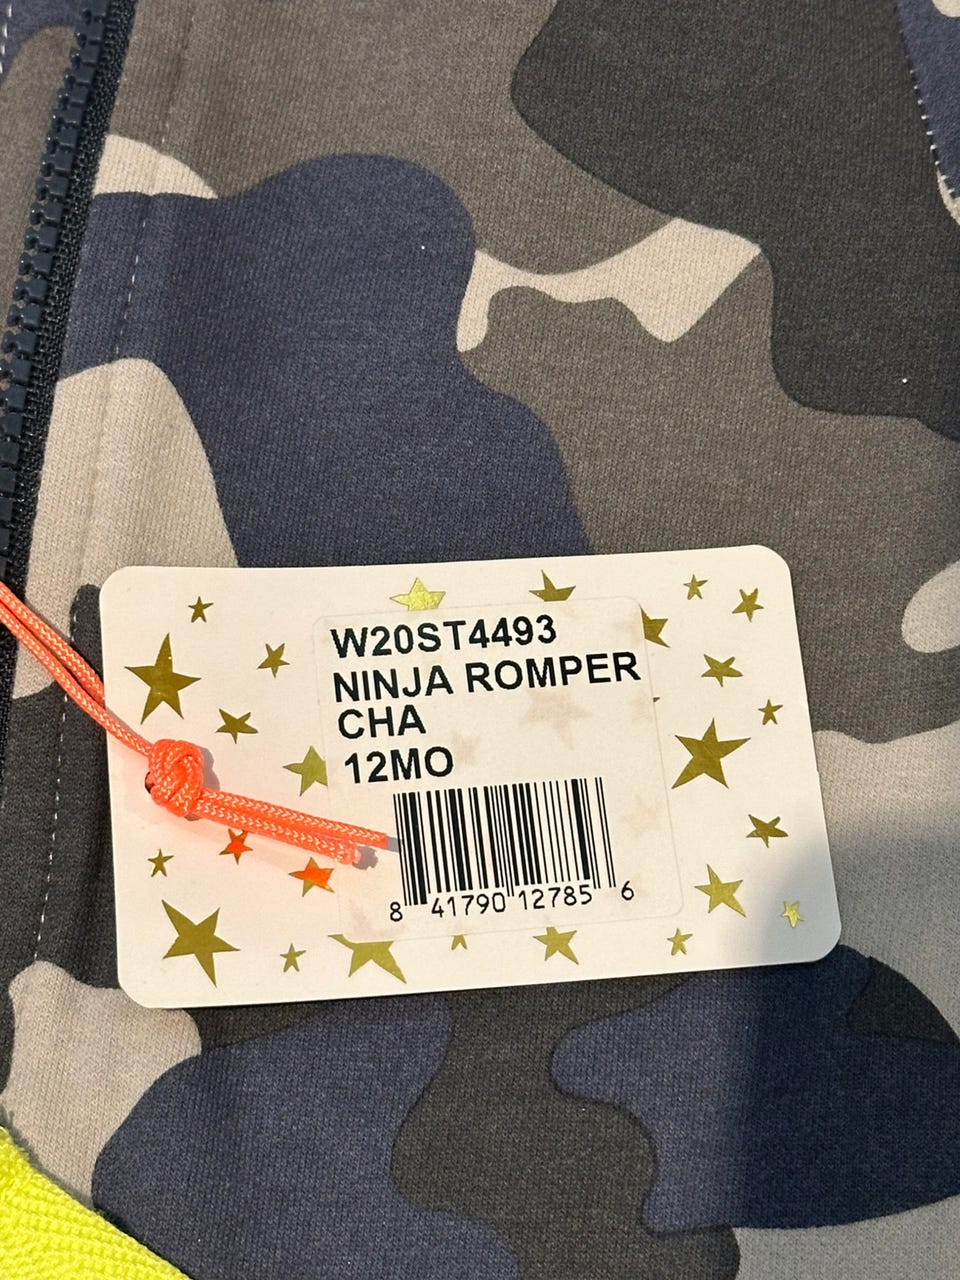 W20ST4493
NINJA ROMPER
CHA
12MO
8 41790 12785 6